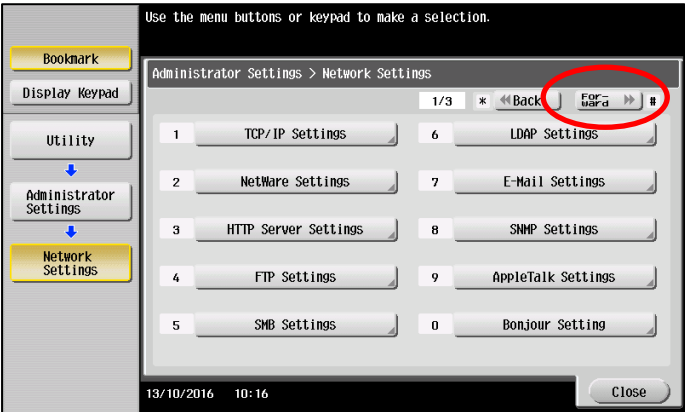 Use the menu buttons or keypad to make a selection.
Bookmark
Display Keypad
Utility
Administrator
Settings
Network
Settings
Administrator Settings > Network Settings
1/3 * Back For-
ward #
1 TCP/IP Settings
6 LDAP Settings
2 NetWare Settings
7 E-Mail Settings
3 HTTP Server Settings
8 SNMP Settings
4 FTP Settings
9 AppleTalk Settings
5 SMB Settings
0 Bonjour Setting
13/10/2016 10:16
Close